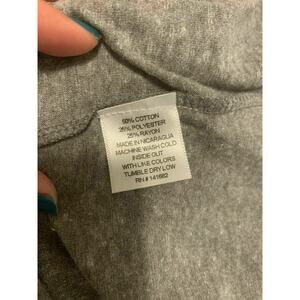 50% COTTON
25% POLYESTER
25% RAYON
MADE IN NICARAGUA
MACHINE WASH COLD
INSIDE OUT
WITH LIKE COLORS
TUMBLE DRY LOW
RN # 141662